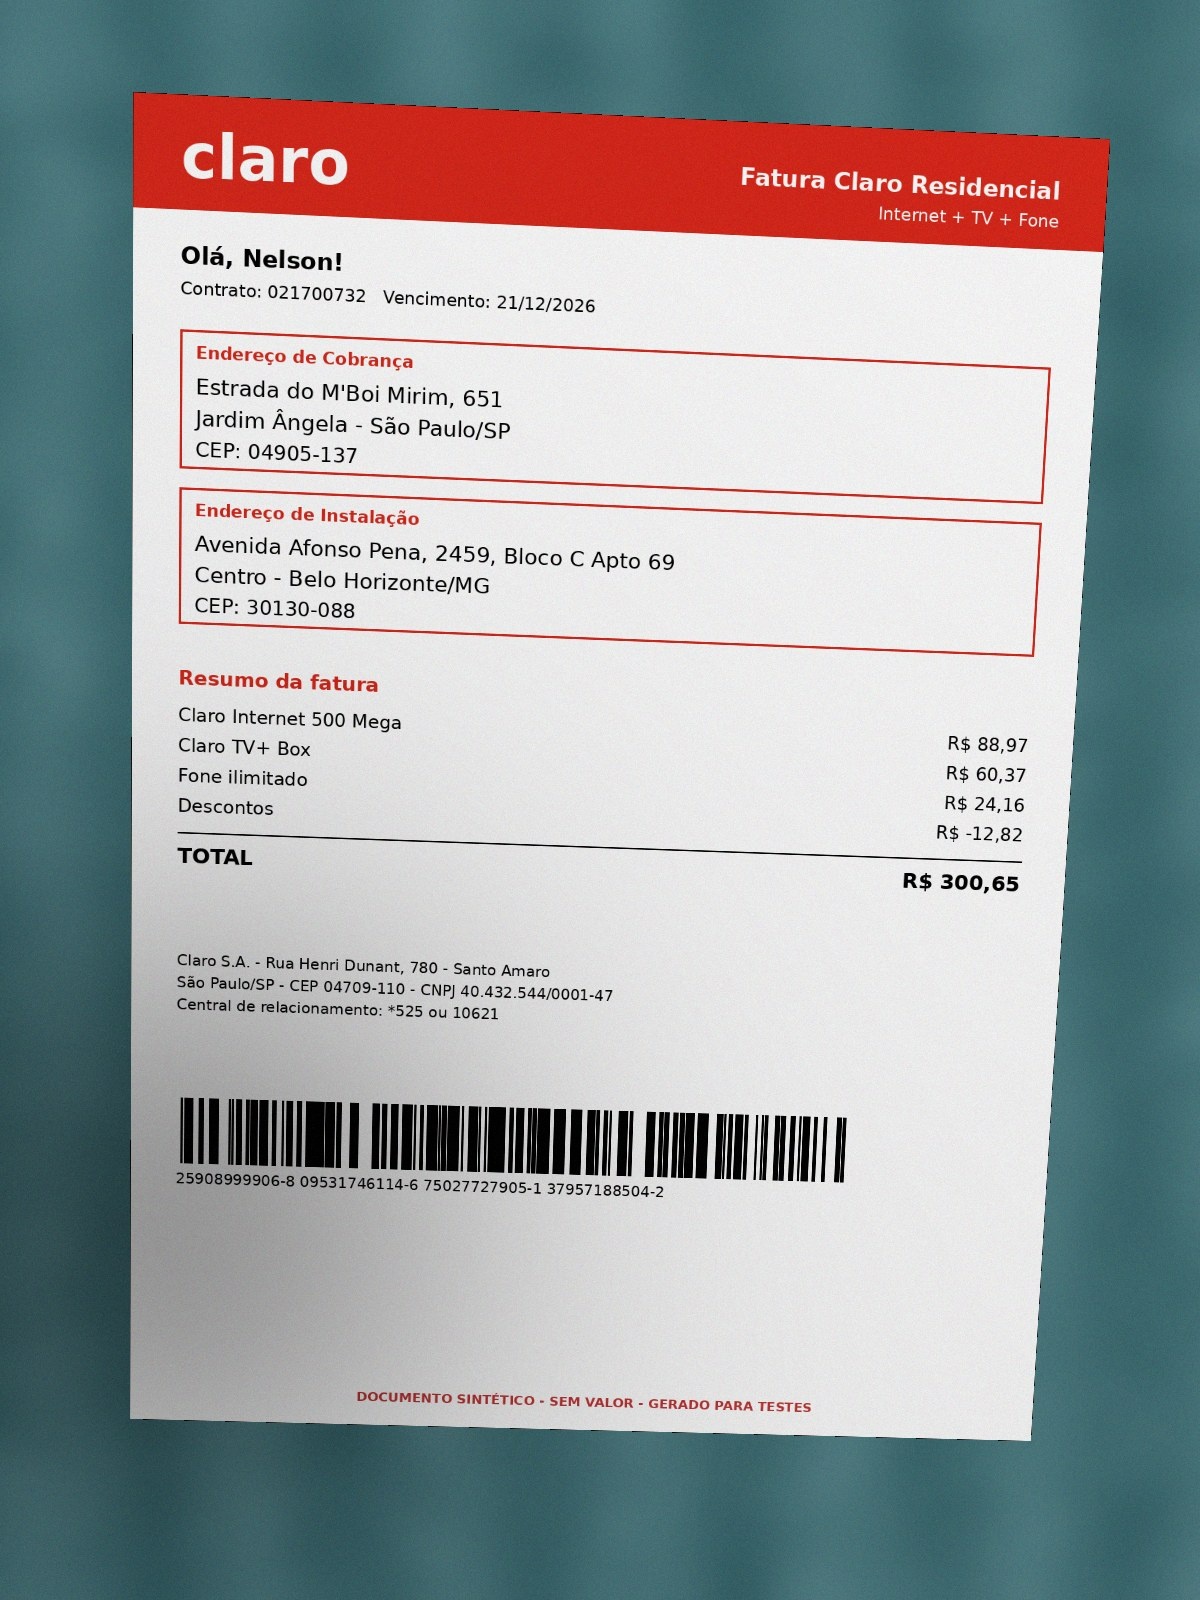 claro
Fatura Claro Residencial
Internet + TV + Fone
Olá, Nelson!
Contrato: 021700732 Vencimento: 21/12/2026
Endereço de Cobrança
Estrada do M'Boi Mirim, 651
Jardim Ângela - São Paulo/SP
CEP: 04905-137
Endereço de Instalação
Avenida Afonso Pena, 2459, Bloco C Apto 69
Centro - Belo Horizonte/MG
CEP: 30130-088
Resumo da fatura
Claro Internet 500 Mega R$ 88,97
Claro TV+ Box R$ 60,37
Fone ilimitado R$ 24,16
Descontos R$ -12,82
TOTAL R$ 300,65
Claro S.A. - Rua Henri Dunant, 780 - Santo Amaro
São Paulo/SP - CEP 04709-110 - CNPJ 40.432.544/0001-47
Central de relacionamento: *525 ou 10621
25908999906-8 09531746114-6 75027727905-1 37957188504-2
DOCUMENTO SINTÉTICO - SEM VALOR - GERADO PARA TESTES